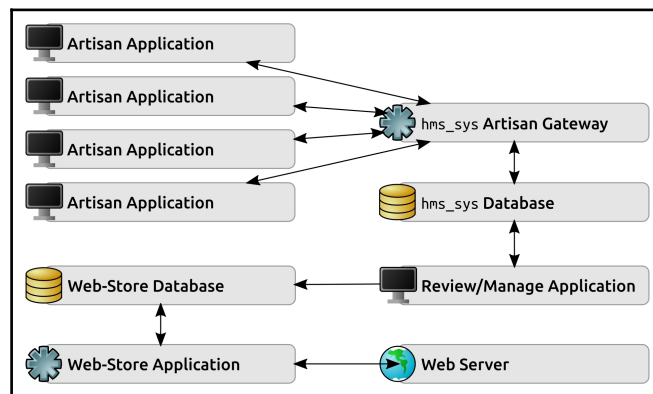 Artisan Application
Artisan Application
hms_sys Artisan Gateway
Artisan Application
Artisan Application
hms_sys Database
Web-Store Database
Review/Manage Application
Web-Store Application
Web Server